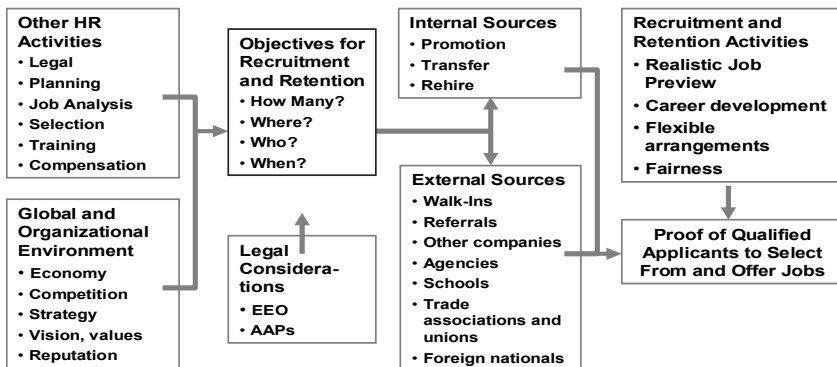 Other HR
Activities
• Legal
• Planning
• Job Analysis
• Selection
• Training
• Compensation
Global and
Organizational
Environment
• Economy
• Competition
• Strategy
• Vision, values
• Reputation
Objectives for
Recruitment
and Retention
• How Many?
• Where?
• Who?
• When?
Legal
Considera-
tions
• EEO
• AAPs
Internal Sources
• Promotion
• Transfer
• Rehire
External Sources
• Walk-Ins
• Referrals
• Other companies
• Agencies
• Schools
• Trade
associations and
unions
• Foreign nationals
Recruitment and
Retention Activities
• Realistic Job
Preview
• Career development
• Flexible
arrangements
• Fairness
Proof of Qualified
Applicants to Select
From and Offer Jobs